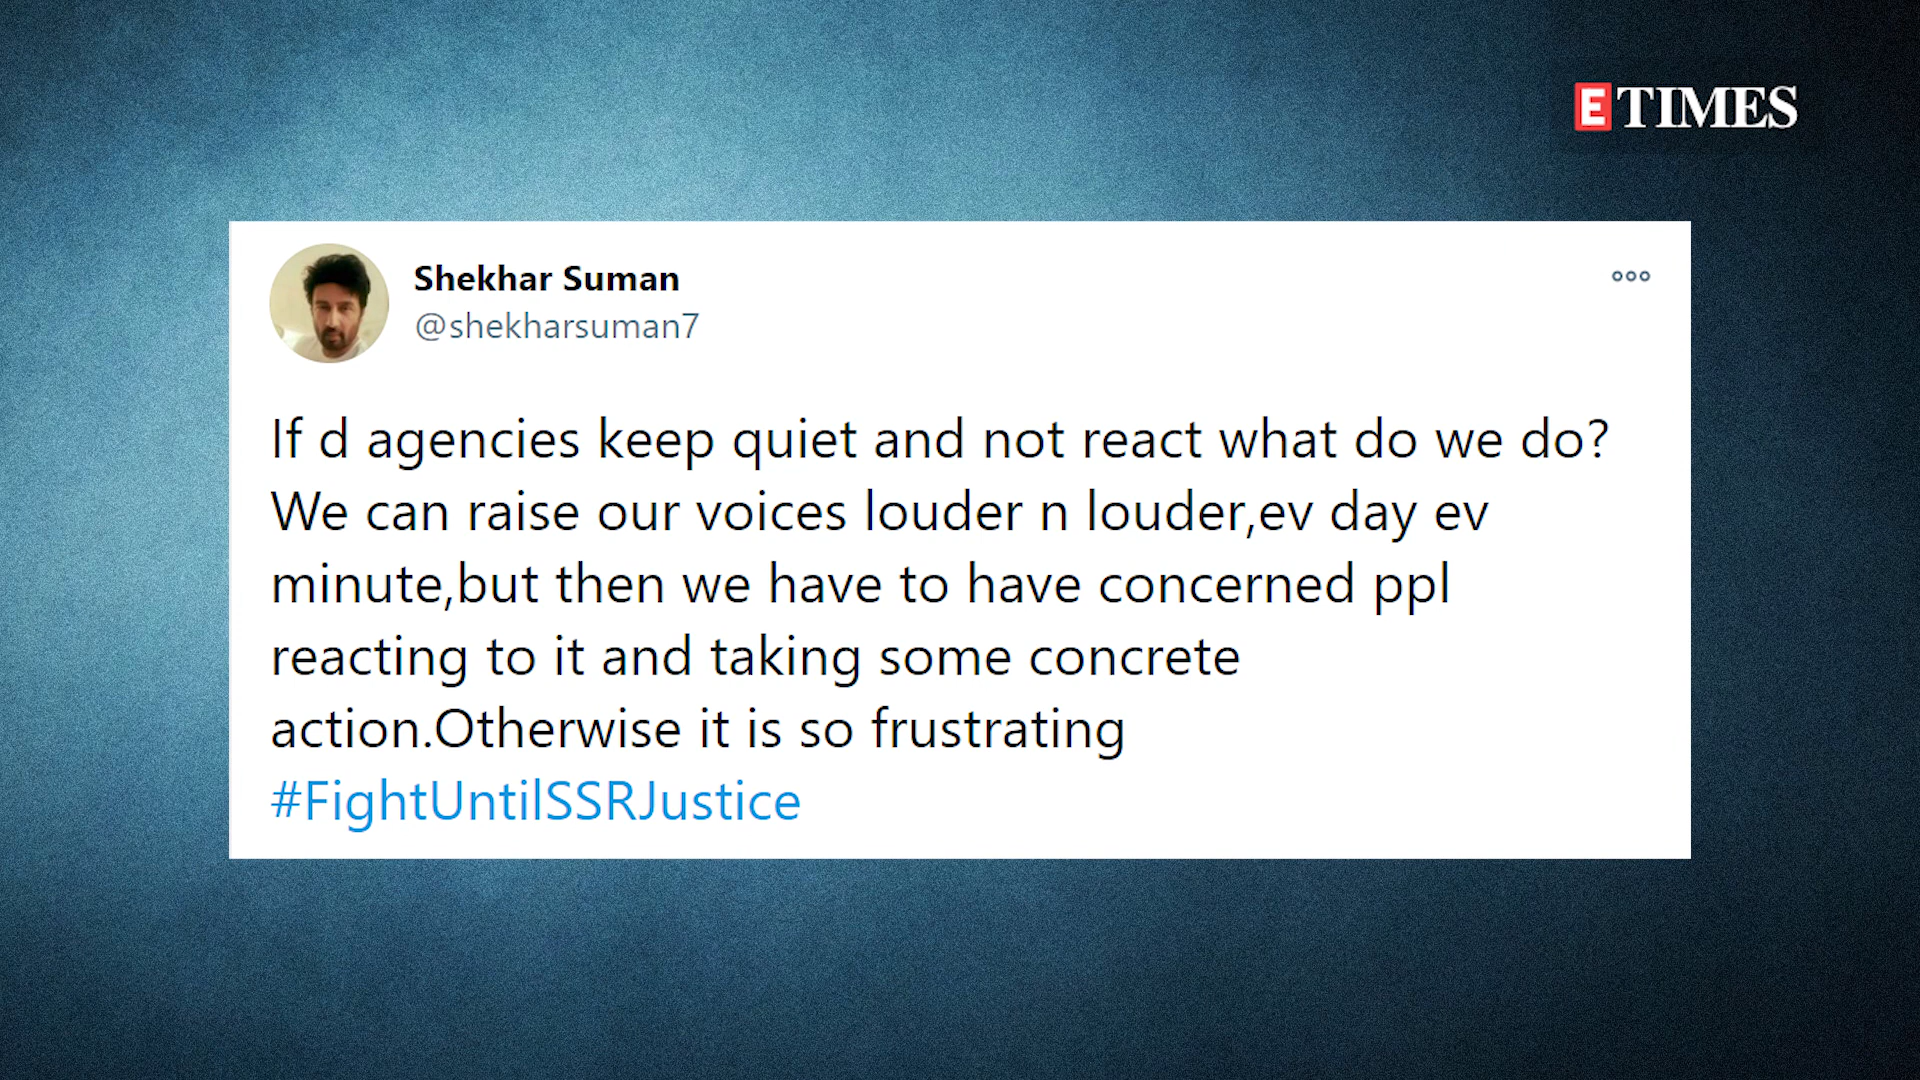 E TIMES
Shekhar Suman
@shekharsuman7
If d agencies keep quiet and not react what do we do?
We can raise our voices louder n louder,ev day ev
minute,but then we have to have concerned ppl
reacting to it and taking some concrete
action.Otherwise it is so frustrating
#FightUntilSSRJustice